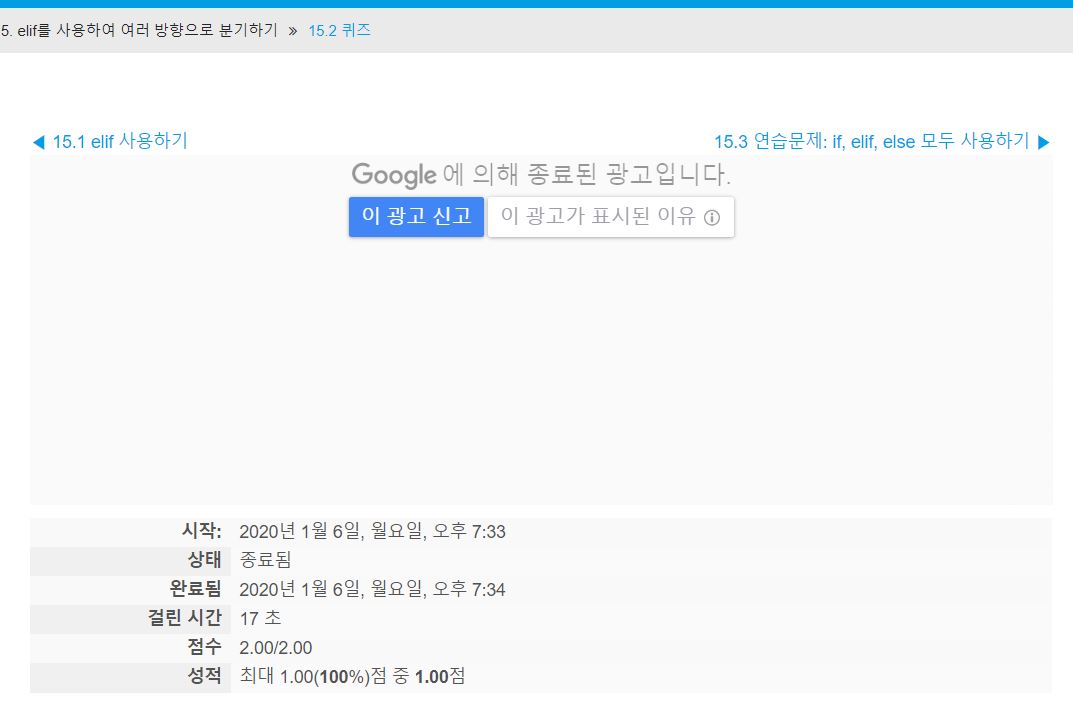 5. elif를 사용하여 여러 방향으로 분기하기 » 15.2 퀴즈
◀ 15.1 elif 사용하기 15.3 연습문제: if, elif, else 모두 사용하기 ▶
Google에 의해 종료된 광고입니다.
이 광고 신고 이 광고가 표시된 이유
시작: 2020년 1월 6일, 월요일, 오후 7:33
상태 종료됨
완료됨 2020년 1월 6일, 월요일, 오후 7:34
걸린 시간 17 초
점수 2.00/2.00
성적 최대 1.00(100%)점 중 1.00점